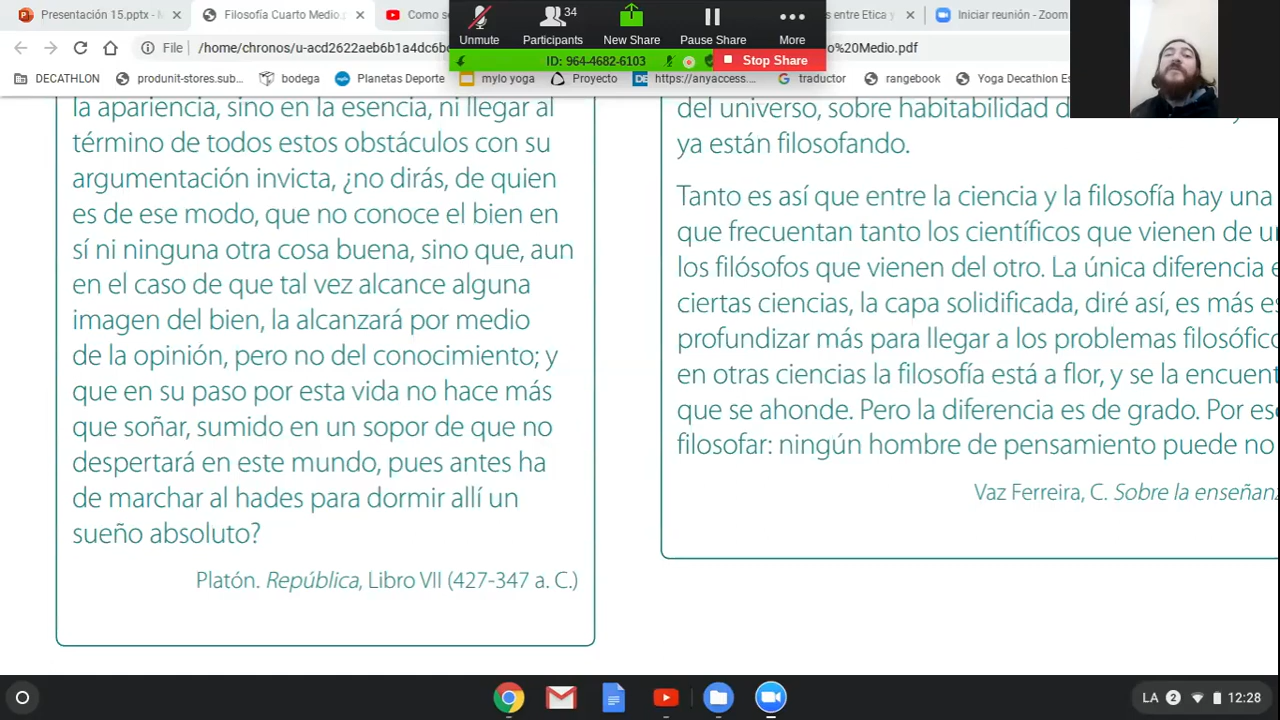 Presentación 15.pptx -
Filosofía Cuarto Medio.p
Como se
s entre Etica y
Iniciar reunión - Zoom
34
Unmute
Participants
New Share
Pause Share
More
File
/home/chronos/u-acd2622aeb6b1a4dc6bc
ID: 964-4682-6103
Stop Share
o%20Medio.pdf
DECATHLON
produnit-stores.sub...
bodega
Planetas Deporte
mylo yoga
Proyecto
https://anyaccess.
traductor
rangebook
Yoga Decathlon Es
la apariencia, sino en la esencia, ni llegar al
término de todos estos obstáculos con su
argumentación invicta, ¿no dirás, de quien
es de ese modo, que no conoce el bien en
sí ni ninguna otra cosa buena, sino que, aun
en el caso de que tal vez alcance alguna
imagen del bien, la alcanzará por medio
de la opinión, pero no del conocimiento; y
que en su paso por esta vida no hace más
que soñar, sumido en un sopor de que no
despertará en este mundo, pues antes ha
de marchar al hades para dormir allí un
sueño absoluto?
Platón. República, Libro VII (427-347 a. C.)
del universo, sobre habitabilidad d
ya están filosofando.
Tanto es así que entre la ciencia y la filosofía hay una
que frecuentan tanto los científicos que vienen de un
los filósofos que vienen del otro. La única diferencia e
ciertas ciencias, la capa solidificada, diré así, es más es
profundizar más para llegar a los problemas filosófico
en otras ciencias la filosofía está a flor, y se la encuent
que se ahonde. Pero la diferencia es de grado. Por eso
filosofar: ningún hombre de pensamiento puede no
Vaz Ferreira, C. Sobre la enseñanz
LA
2
12:28